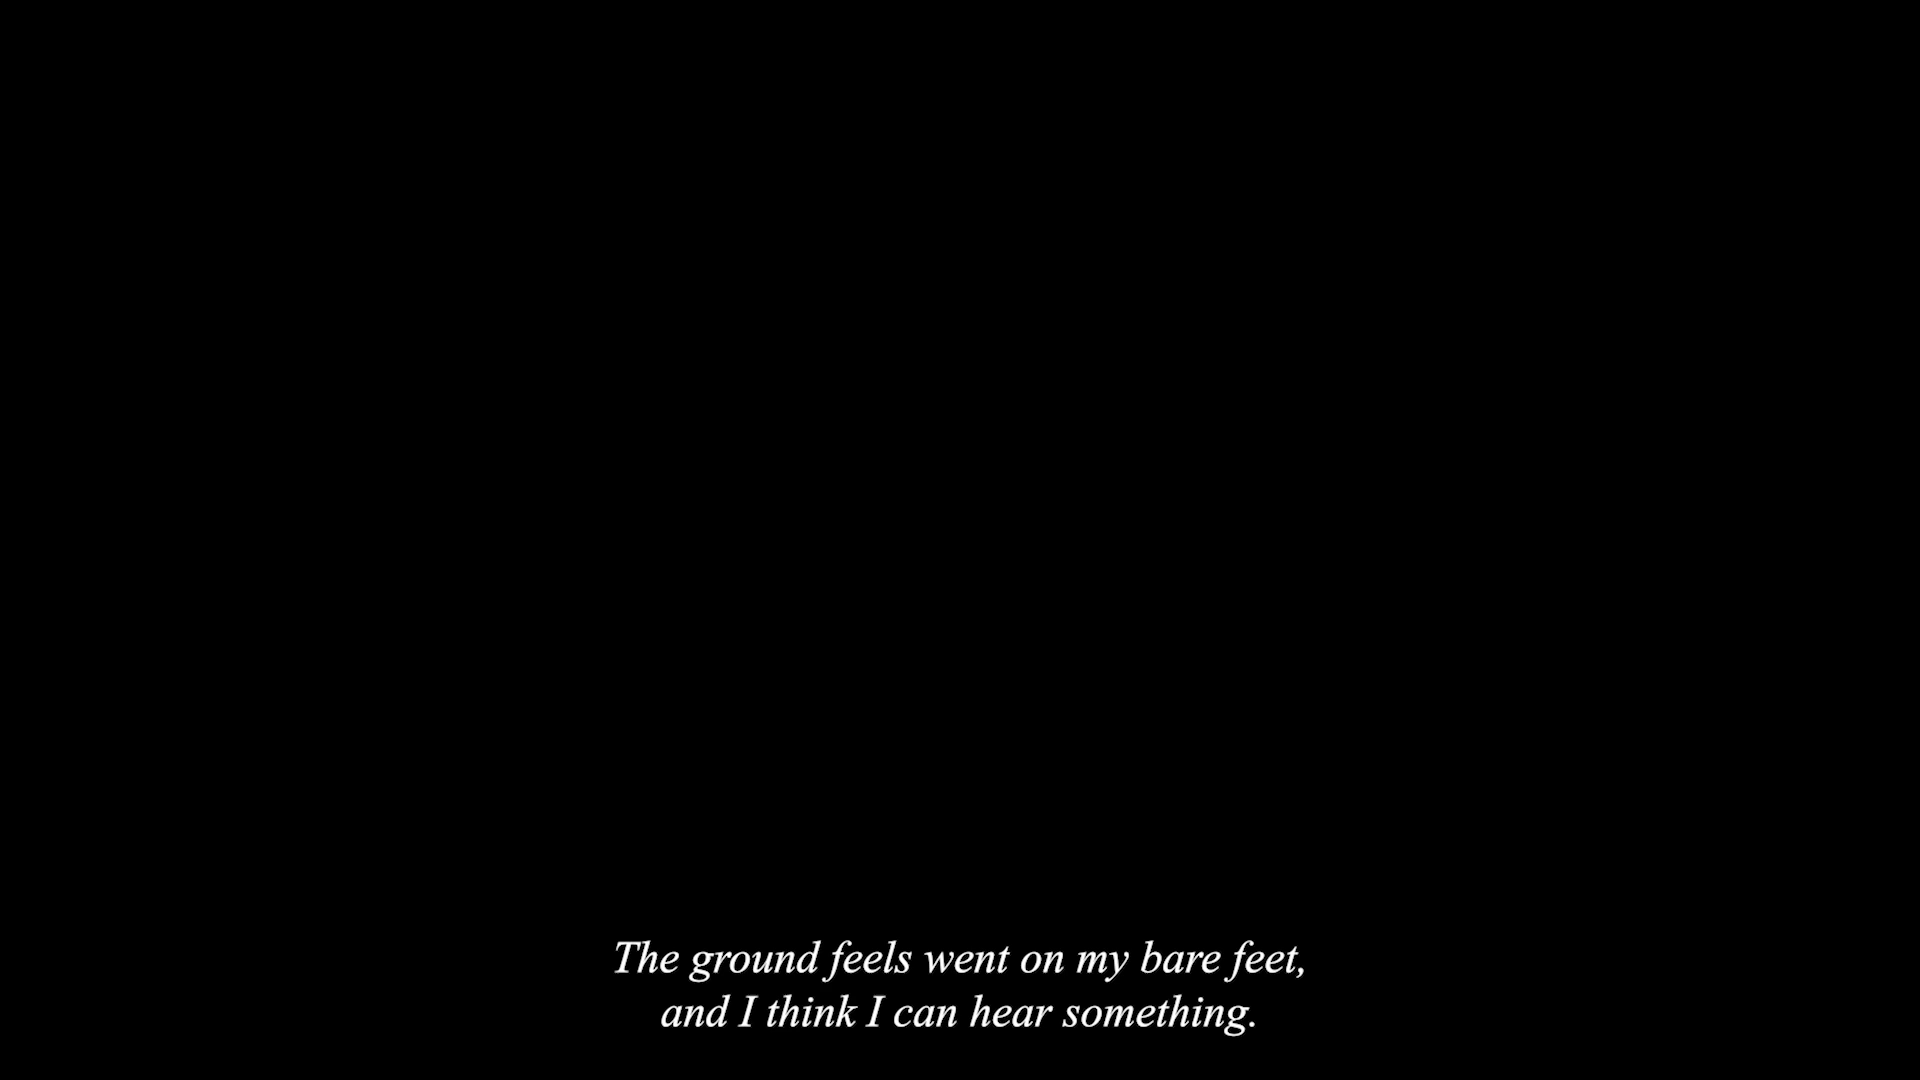 The ground feels went on my bare feet,
and I think I can hear something.